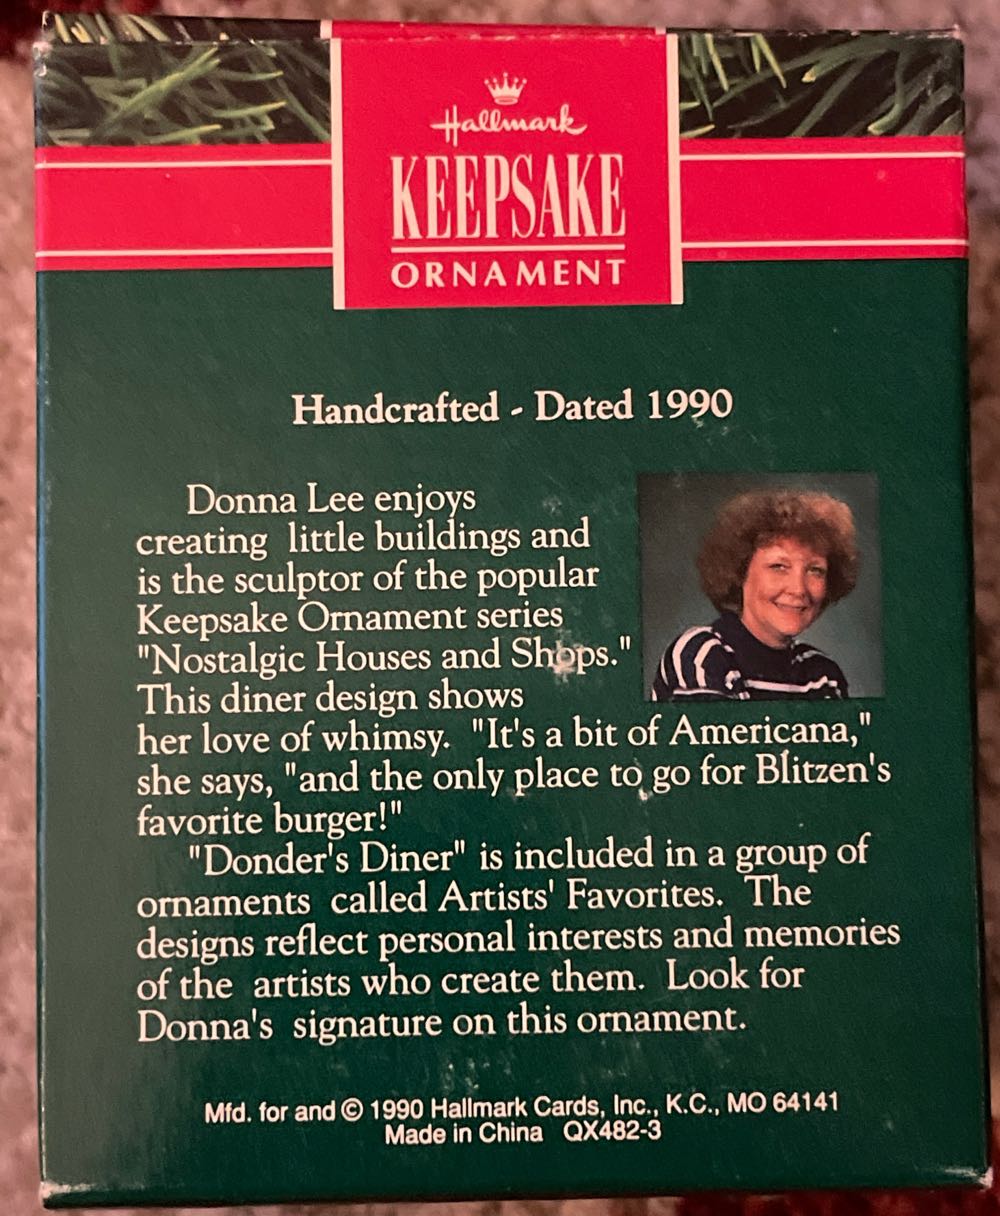 Hallmark
KEEPSAKE
ORNAMENT
Handcrafted - Dated 1990
Donna Lee enjoys
creating little buildings and
is the sculptor of the popular
Keepsake Ornament series
"Nostalgic Houses and Shops."
This diner design shows
her love of whimsy. "It's a bit of Americana,"
she says, "and the only place to go for Blitzen's
favorite burger!"
"Donder's Diner" is included in a group of
ornaments called Artists' Favorites. The
designs reflect personal interests and memories
of the artists who create them. Look for
Donna's signature on this ornament.
Mfd. for and © 1990 Hallmark Cards, Inc., K.C., MO 64141
Made in China QX482-3